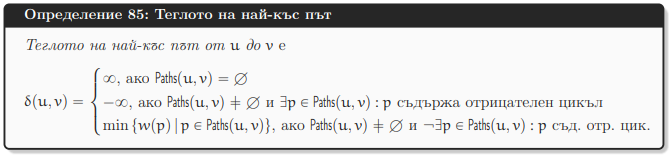 Определение 85: Теглото на най-къс път
Теглото на най-къс път от u до v е
∞, ако Paths(u, v) = ∅
δ(u, v) = { −∞, ако Paths(u, v) ≠ ∅ и ∃p ∈ Paths(u, v) : p съдържа отрицателен цикъл
min {w(p) | p ∈ Paths(u, v)}, ако Paths(u, v) ≠ ∅ и ¬∃p ∈ Paths(u, v) : p съд. отр. цик.